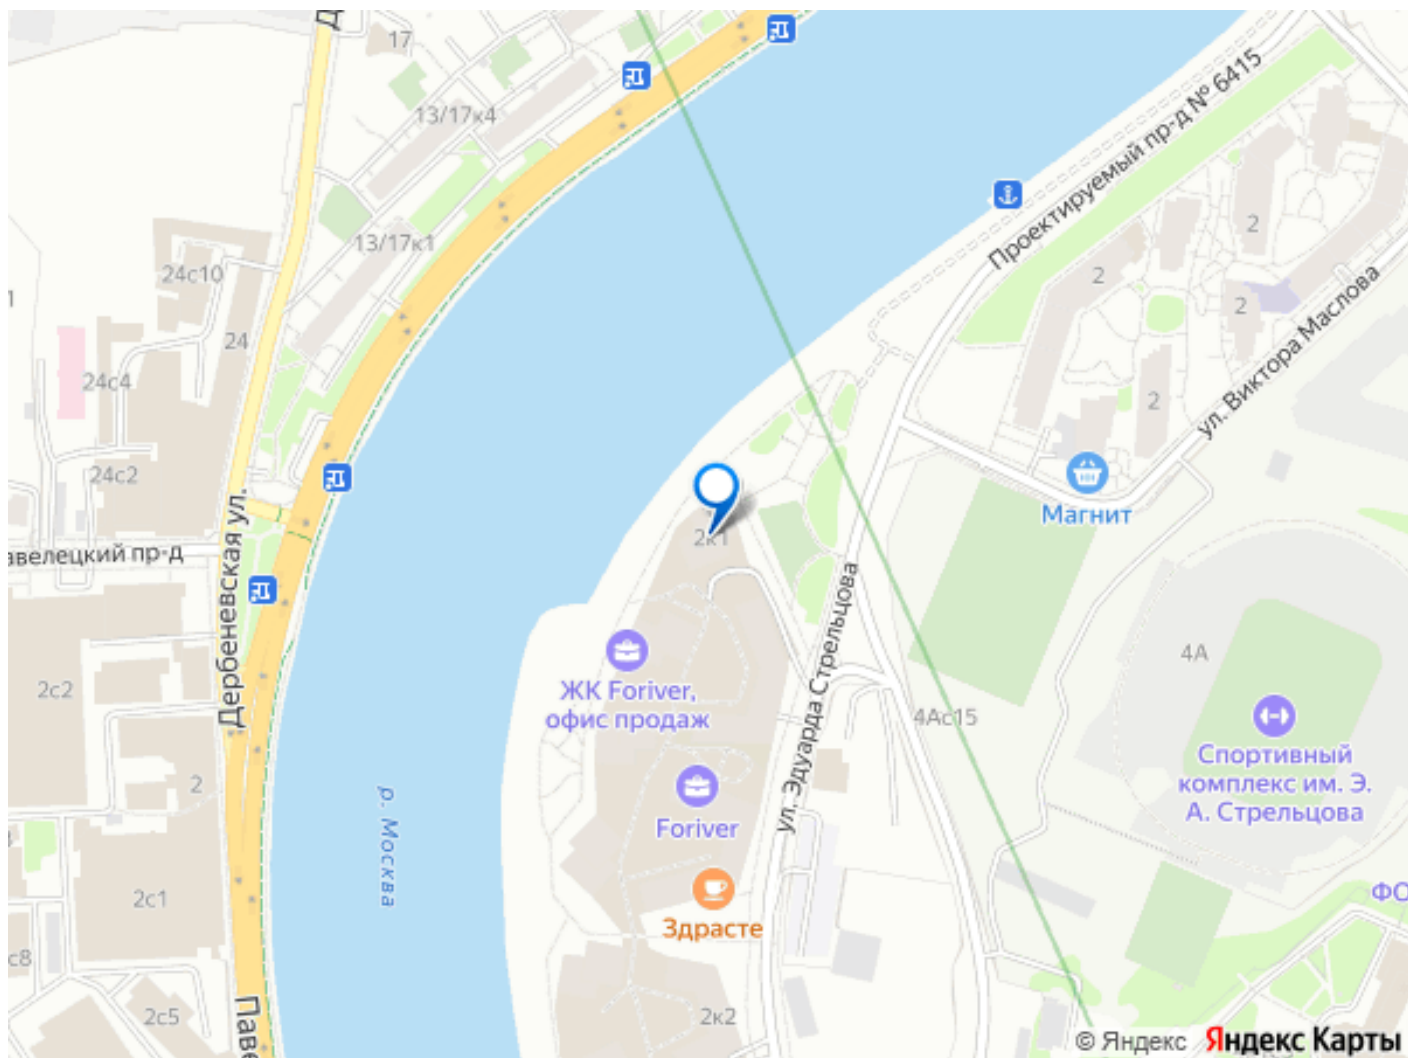 17
13/17к4
13/17к1
Проектируемый пр-д № 6415
24с10
24
24с4
24с2
2
2
2
2
ул. Виктора Маслова
Магнит
2к1
авелецкий пр-д
Дербеневская ул.
ул. Эдуарда Стрельцова
ЖК Foriver,
офис продаж
4А
4Ас15
2с2
2
Foriver
Спортивный
комплекс им. Э.
А. Стрельцова
р. Москва
2с1
Здрасте
ФО
с8
2с5
Паве
2к2
© Яндекс Яндекс Карты